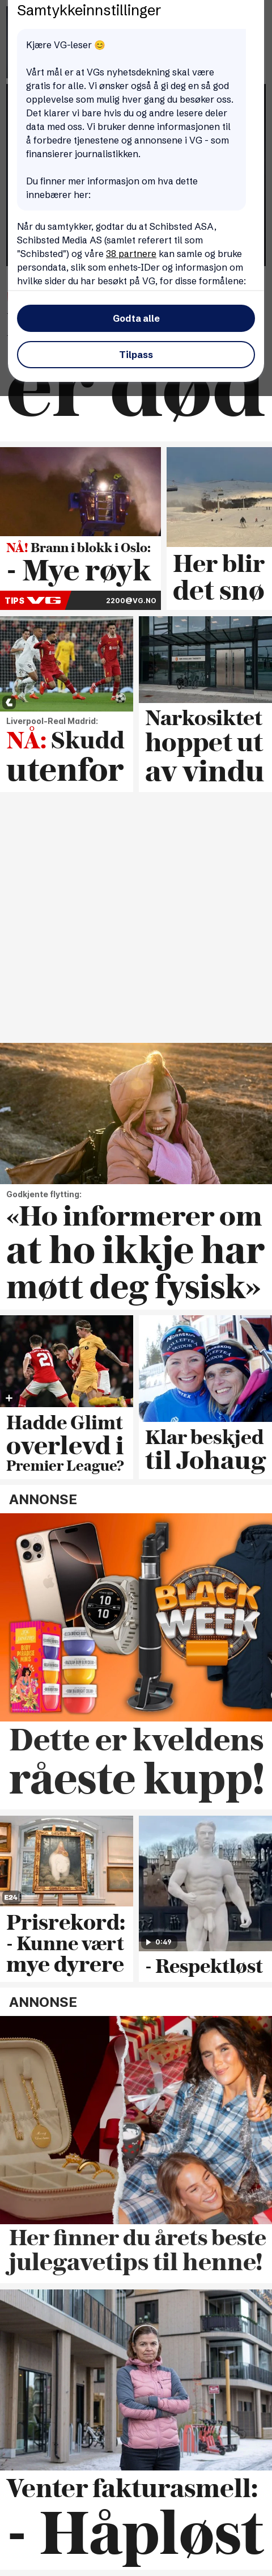 Samtykkeinnstillinger
Kjære VG-leser 😊
Vårt mål er at VGs nyhetsdekning skal være
gratis for alle. Vi ønsker også å gi deg en så god
opplevelse som mulig hver gang du besøker oss.
Det klarer vi bare hvis du og andre lesere deler
data med oss. Vi bruker denne informasjonen til
å forbedre tjenestene og annonsene i VG - som
finansierer journalistikken.
Du finner mer informasjon om hva dette
innebærer her:
Når du samtykker, godtar du at Schibsted ASA,
Schibsted Media AS (samlet referert til som
"Schibsted") og våre 38 partnere kan samle og bruke
persondata, slik som enhets-IDer og informasjon om
hvilke sider du har besøkt på VG, for disse formålene:
Godta alle
Tilpass
er død
NÅ! Brann i blokk i Oslo:
- Mye røyk
TIPS VG 2200@VG.NO
Her blir
det snø
Liverpool-Real Madrid:
NÅ: Skudd
utenfor
Narkosiktet
hoppet ut
av vindu
Godkjente flytting:
«Ho informerer om
at ho ikkje har
møtt deg fysisk»
Hadde Glimt
overlevd i
Premier League?
Klar beskjed
til Johaug
ANNONSE
BLACK
WEEK
Dette er kveldens
råeste kupp!
E24
Prisrekord:
- Kunne vært
mye dyrere
0:49
- Respektløst
ANNONSE
Her finner du årets beste
julegavetips til henne!
Venter fakturasmell:
- Håpløst